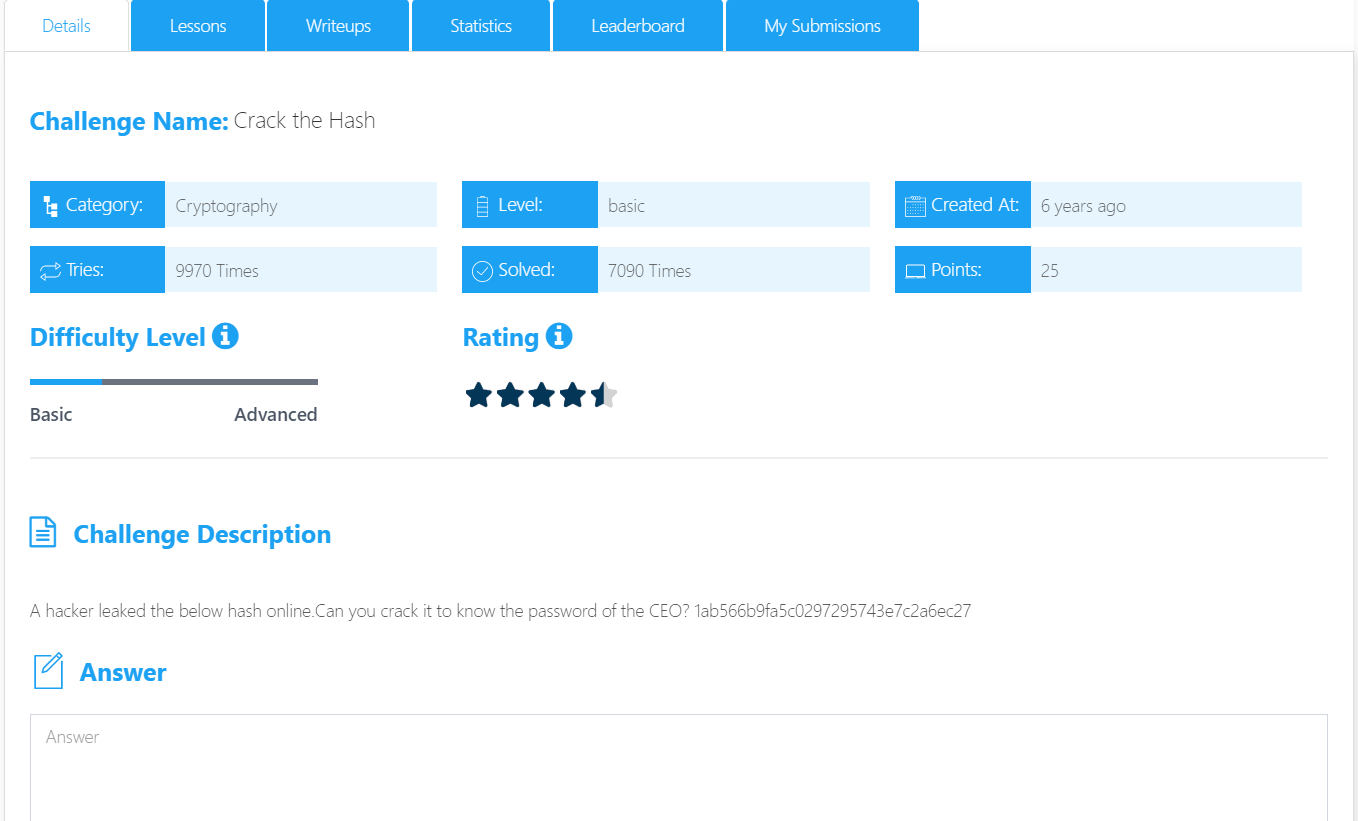 Details Lessons Writeups Statistics Leaderboard My Submissions
Challenge Name: Crack the Hash
Category: Cryptography Level: basic Created At: 6 years ago
Tries: 9970 Times Solved: 7090 Times Points: 25
Difficulty Level Rating
Basic Advanced
Challenge Description
A hacker leaked the below hash online.Can you crack it to know the password of the CEO? 1ab566b9fa5c0297295743e7c2a6ec27
Answer
Answer